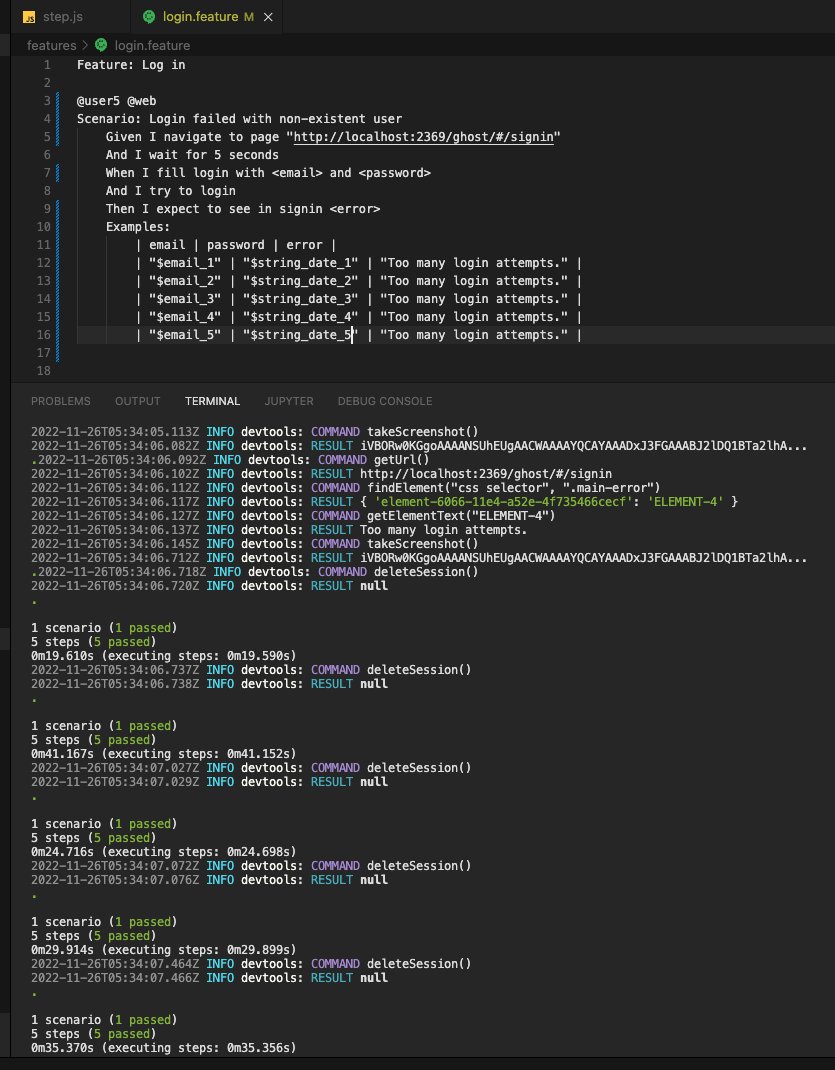 step.js login.feature M
features > login.feature
1 Feature: Log in
2
3 @user5 @web
4 Scenario: Login failed with non-existent user
5 Given I navigate to page "http://localhost:2369/ghost/#/signin"
6 And I wait for 5 seconds
7 When I fill login with <email> and <password>
8 And I try to login
9 Then I expect to see in signin <error>
10 Examples:
11 | email | password | error |
12 | "$email_1" | "$string_date_1" | "Too many login attempts." |
13 | "$email_2" | "$string_date_2" | "Too many login attempts." |
14 | "$email_3" | "$string_date_3" | "Too many login attempts." |
15 | "$email_4" | "$string_date_4" | "Too many login attempts." |
16 | "$email_5" | "$string_date_5" | "Too many login attempts." |
17
18
PROBLEMS OUTPUT TERMINAL JUPYTER DEBUG CONSOLE
2022-11-26T05:34:05.113Z INFO devtools: COMMAND takeScreenshot()
2022-11-26T05:34:06.082Z INFO devtools: RESULT iVBORw0KGgoAAAANSUhEUgAACWAAAAYQCAYAAADxJ3FGAAABJ2lDQ1BTa2lhA...
.2022-11-26T05:34:06.092Z INFO devtools: COMMAND getUrl()
2022-11-26T05:34:06.102Z INFO devtools: RESULT http://localhost:2369/ghost/#/signin
2022-11-26T05:34:06.112Z INFO devtools: COMMAND findElement("css selector", ".main-error")
2022-11-26T05:34:06.117Z INFO devtools: RESULT { 'element-6066-11e4-a52e-4f735466cecf': 'ELEMENT-4' }
2022-11-26T05:34:06.127Z INFO devtools: COMMAND getElementText("ELEMENT-4")
2022-11-26T05:34:06.137Z INFO devtools: RESULT Too many login attempts.
2022-11-26T05:34:06.145Z INFO devtools: COMMAND takeScreenshot()
2022-11-26T05:34:06.712Z INFO devtools: RESULT iVBORw0KGgoAAAANSUhEUgAACWAAAAYQCAYAAADxJ3FGAAABJ2lDQ1BTa2lhA...
.2022-11-26T05:34:06.718Z INFO devtools: COMMAND deleteSession()
2022-11-26T05:34:06.720Z INFO devtools: RESULT null
.
1 scenario (1 passed)
5 steps (5 passed)
0m19.610s (executing steps: 0m19.590s)
2022-11-26T05:34:06.737Z INFO devtools: COMMAND deleteSession()
2022-11-26T05:34:06.738Z INFO devtools: RESULT null
.
1 scenario (1 passed)
5 steps (5 passed)
0m41.167s (executing steps: 0m41.152s)
2022-11-26T05:34:07.027Z INFO devtools: COMMAND deleteSession()
2022-11-26T05:34:07.029Z INFO devtools: RESULT null
.
1 scenario (1 passed)
5 steps (5 passed)
0m24.716s (executing steps: 0m24.698s)
2022-11-26T05:34:07.072Z INFO devtools: COMMAND deleteSession()
2022-11-26T05:34:07.076Z INFO devtools: RESULT null
.
1 scenario (1 passed)
5 steps (5 passed)
0m29.914s (executing steps: 0m29.899s)
2022-11-26T05:34:07.464Z INFO devtools: COMMAND deleteSession()
2022-11-26T05:34:07.466Z INFO devtools: RESULT null
.
1 scenario (1 passed)
5 steps (5 passed)
0m35.370s (executing steps: 0m35.356s)